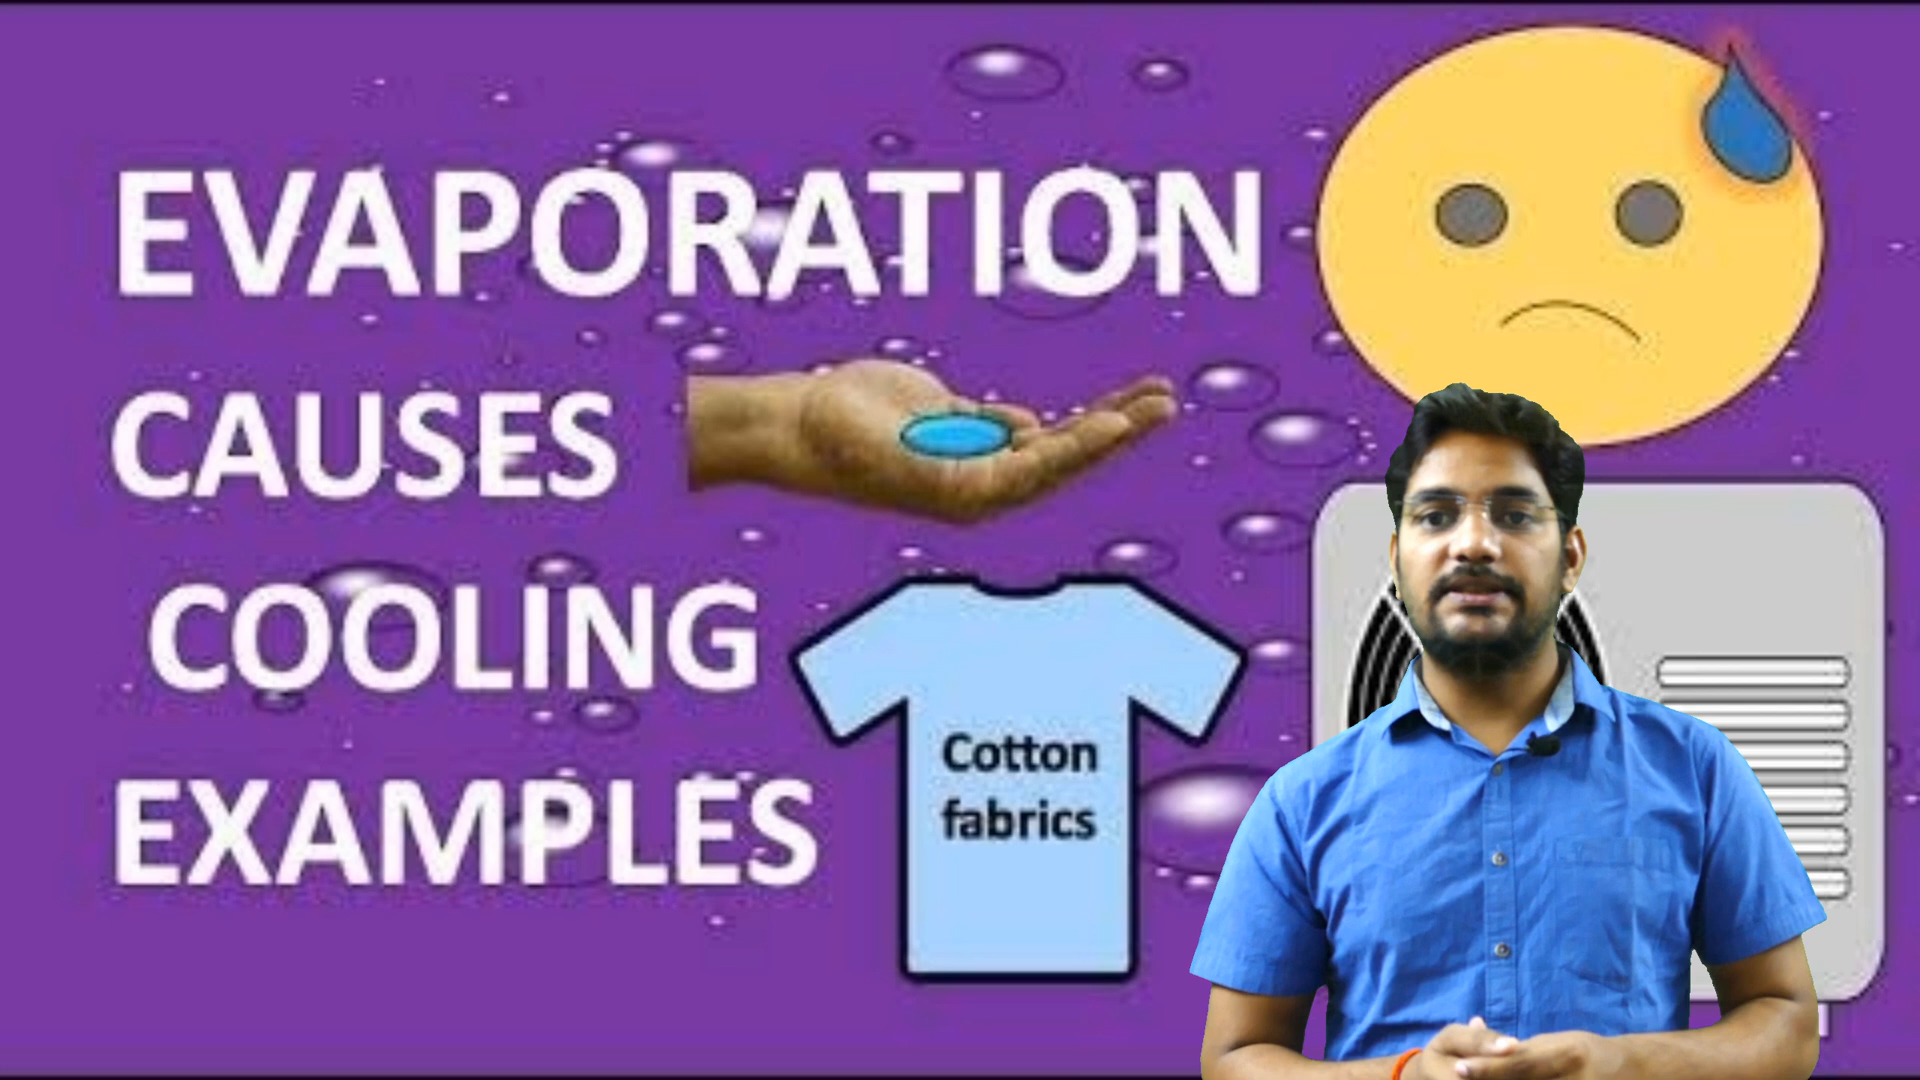 EVAPORATION
CAUSES
COOLING
EXAMPLES
Cotton
fabrics